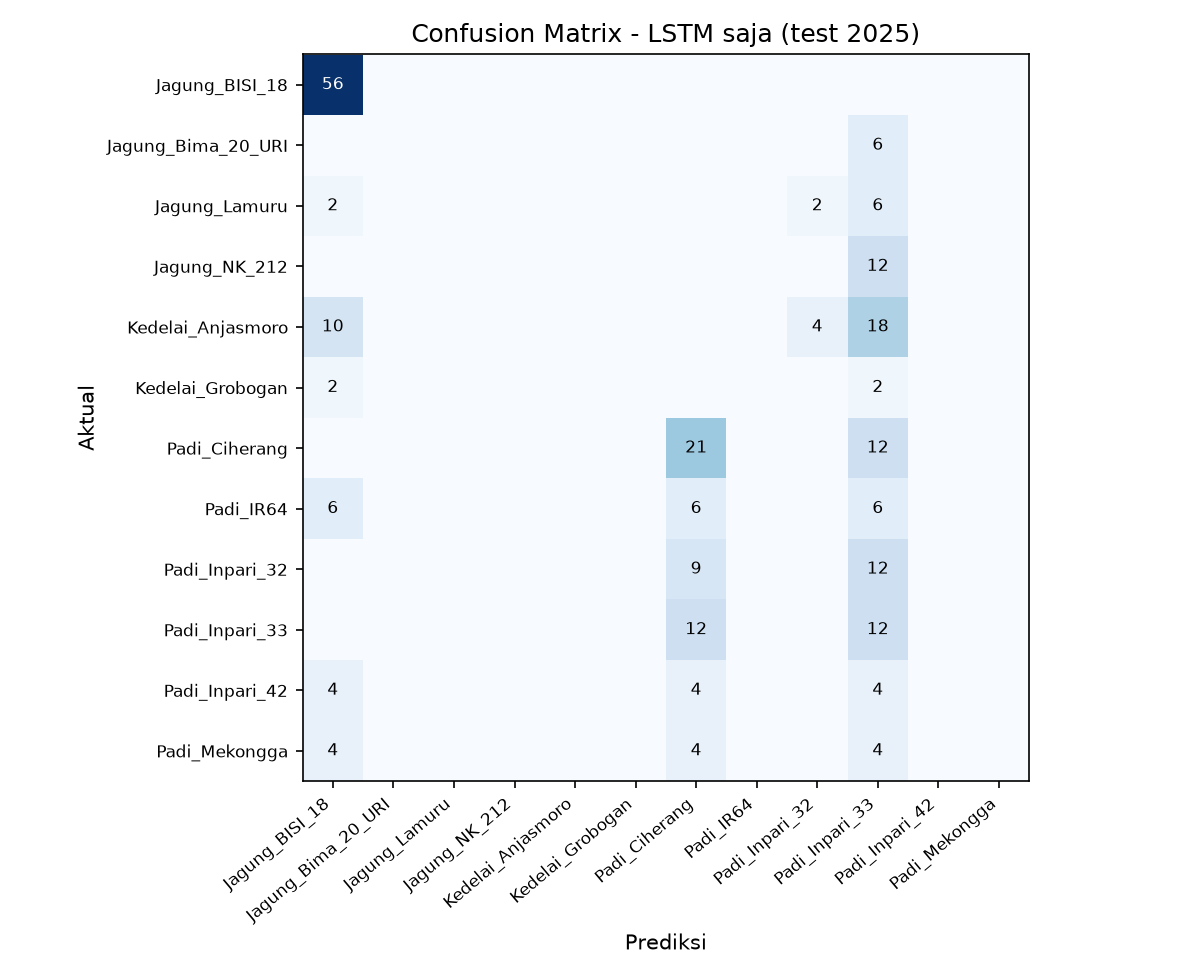 Confusion Matrix - LSTM saja (test 2025)
Aktual
Jagung_BISI_18 56
Jagung_Bima_20_URI 6
Jagung_Lamuru 2 2 6
Jagung_NK_212 12
Kedelai_Anjasmoro 10 4 18
Kedelai_Grobogan 2 2
Padi_Ciherang 21 12
Padi_IR64 6 6 6
Padi_Inpari_32 9 12
Padi_Inpari_33 12 12
Padi_Inpari_42 4 4 4
Padi_Mekongga 4 4 4
Jagung_BISI_18
Jagung_Bima_20_URI
Jagung_Lamuru
Jagung_NK_212
Kedelai_Anjasmoro
Kedelai_Grobogan
Padi_Ciherang
Padi_IR64
Padi_Inpari_32
Padi_Inpari_33
Padi_Inpari_42
Padi_Mekongga
Prediksi